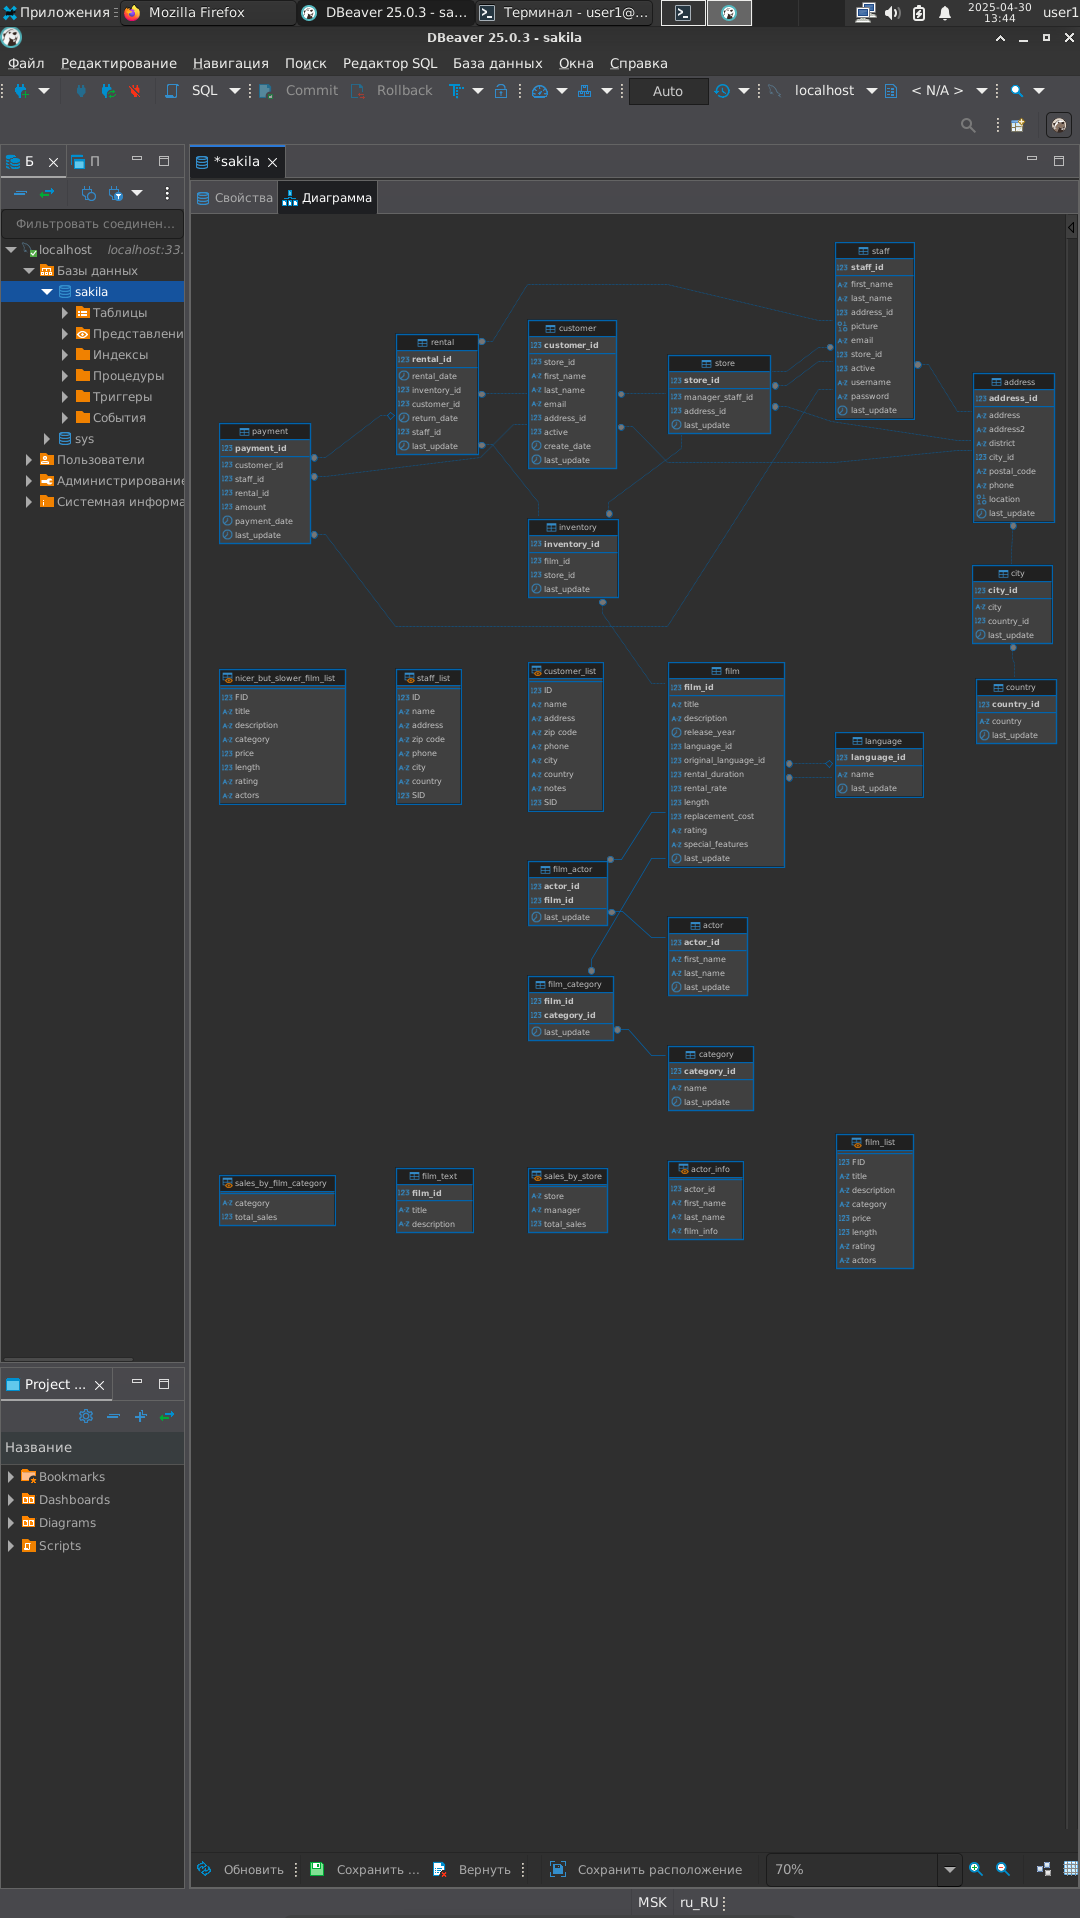 Приложения
Mozilla Firefox
DBeaver 25.0.3 - sa...
Терминал - user1@...
2025-04-30
13:44
user1
DBeaver 25.0.3 - sakila
Файл Редактирование Навигация Поиск Редактор SQL База данных Окна Справка
SQL Commit Rollback Auto localhost < N/A >
Б
П
*sakila
Свойства
Диаграмма
Фильтровать соединен...
localhost localhost:33.
Базы данных
sakila
Таблицы
Представлени
Индексы
Процедуры
Триггеры
События
sys
Пользователи
Администрирование
Системная информа
staff
staff_id
first_name
last_name
address_id
picture
email
store_id
active
username
password
last_update
customer
customer_id
store_id
first_name
last_name
email
address_id
active
create_date
last_update
rental
rental_id
rental_date
inventory_id
customer_id
return_date
staff_id
last_update
store
store_id
manager_staff_id
address_id
last_update
address
address_id
address
address2
district
city_id
postal_code
phone
location
last_update
payment
payment_id
customer_id
staff_id
rental_id
amount
payment_date
last_update
inventory
inventory_id
film_id
store_id
last_update
city
city_id
city
country_id
last_update
country
country_id
country
last_update
nicer_but_slower_film_list
FID
title
description
category
price
length
rating
actors
staff_list
ID
name
address
zip code
phone
city
country
SID
customer_list
ID
name
address
zip code
phone
city
country
notes
SID
film
film_id
title
description
release_year
language_id
original_language_id
rental_duration
rental_rate
length
replacement_cost
rating
special_features
last_update
language
language_id
name
last_update
film_actor
actor_id
film_id
last_update
actor
actor_id
first_name
last_name
last_update
film_category
film_id
category_id
last_update
category
category_id
name
last_update
film_list
FID
title
description
category
price
length
rating
actors
sales_by_film_category
category
total_sales
film_text
film_id
title
description
sales_by_store
store
manager
total_sales
actor_info
actor_id
first_name
last_name
film_info
Project ...
Название
Bookmarks
Dashboards
Diagrams
Scripts
Обновить
Сохранить ...
Вернуть
Сохранить расположение
70%
MSK ru_RU